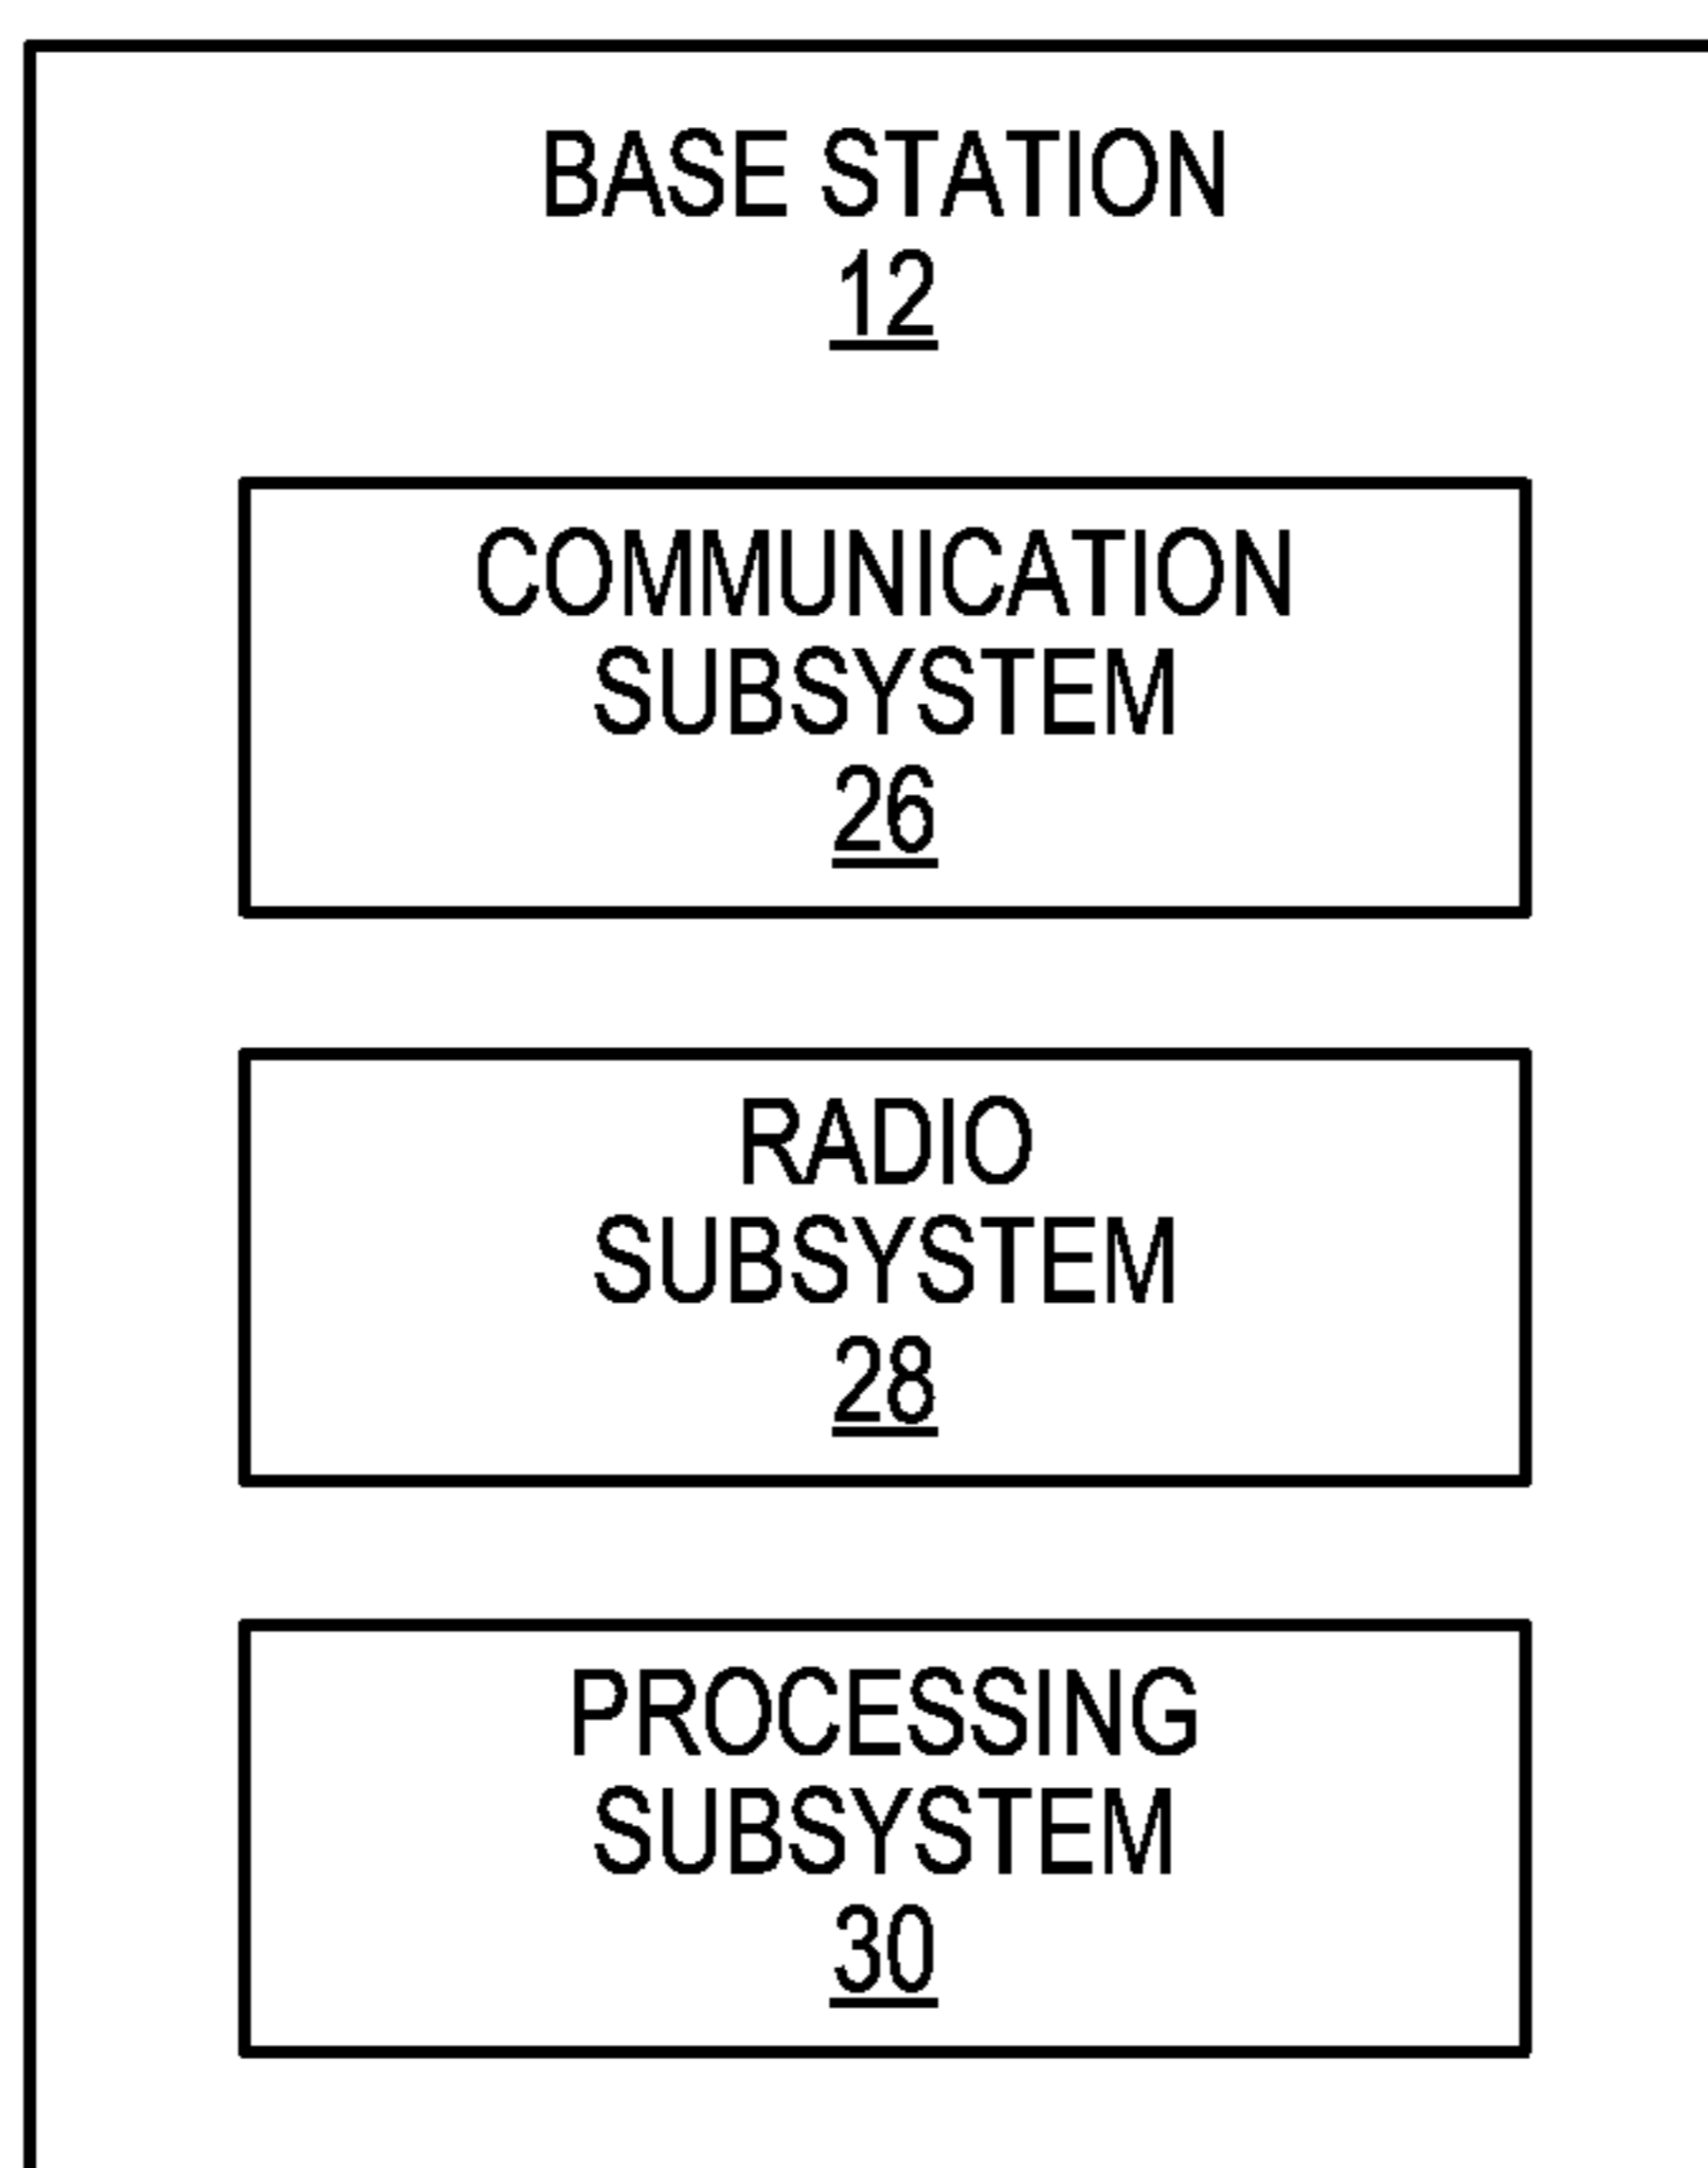 BASE STATION
12
COMMUNICATION
SUBSYSTEM
26
RADIO
SUBSYSTEM
28
PROCESSING
SUBSYSTEM
30